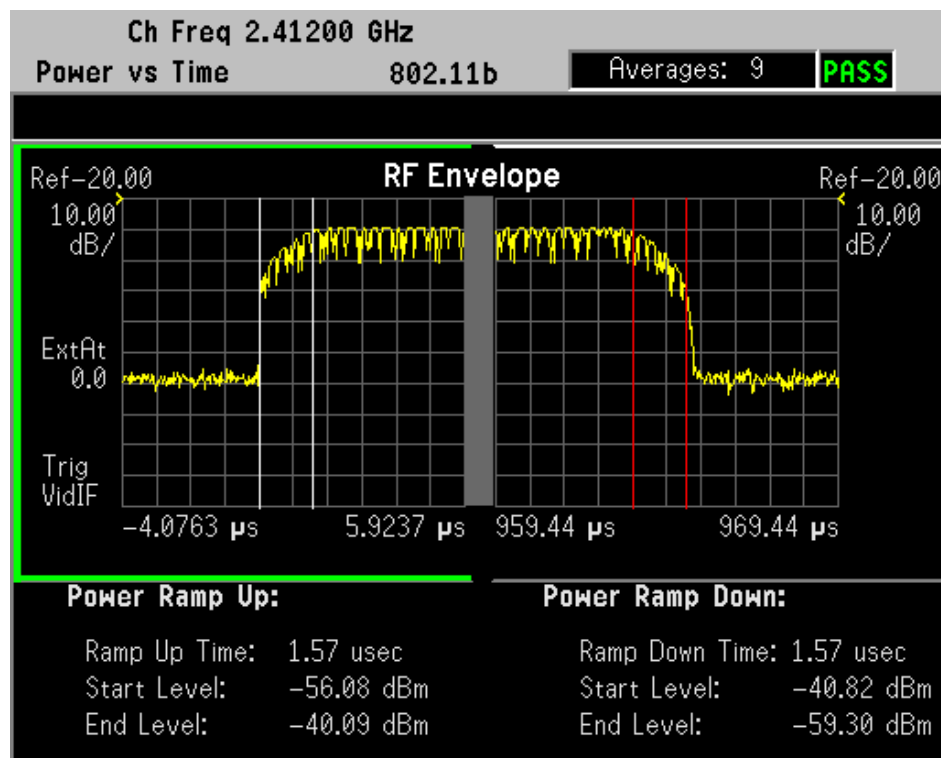 Ch Freq 2.41200 GHz
Power vs Time 802.11b Averages: 9 PASS
RF Envelope
Ref-20.00 Ref-20.00
10.00 10.00
dB/ dB/
ExtAt
0.0
Trig
VidIF
-4.0763 µs 5.9237 µs 959.44 µs 969.44 µs
Power Ramp Up: Power Ramp Down:
Ramp Up Time: 1.57 usec Ramp Down Time: 1.57 usec
Start Level: -56.08 dBm Start Level: -40.82 dBm
End Level: -40.09 dBm End Level: -59.30 dBm